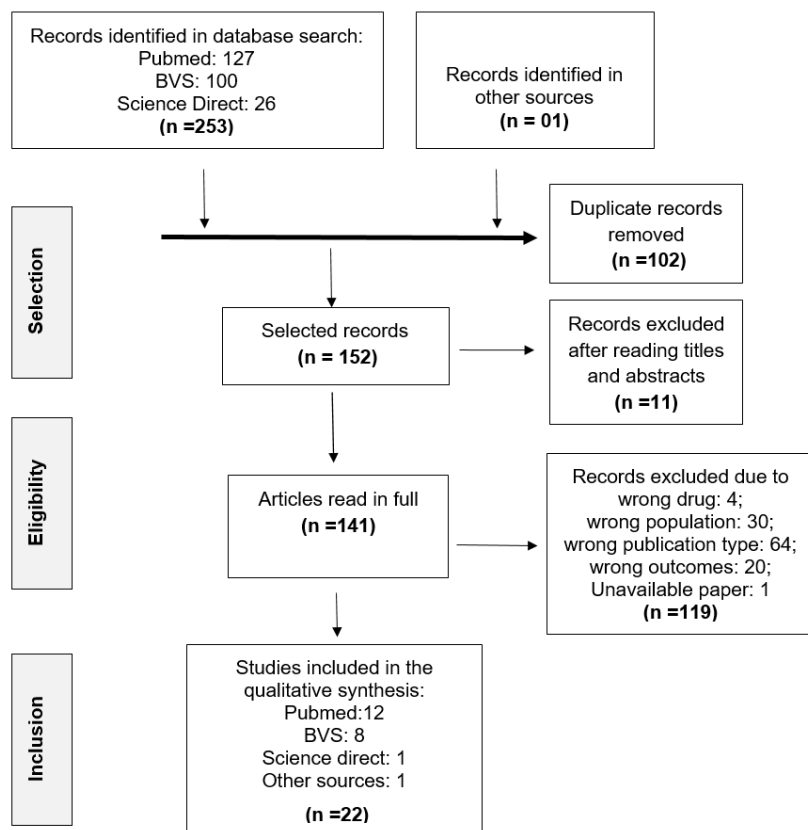 Records identified in database search:
Pubmed: 127
BVS: 100
Science Direct: 26
(n =253)
Records identified in
other sources
(n = 01)
Selection
Duplicate records
removed
(n =102)
Selected records
(n = 152)
Records excluded
after reading titles
and abstracts
(n =11)
Eligibility
Articles read in full
(n =141)
Records excluded due to
wrong drug: 4;
wrong population: 30;
wrong publication type: 64;
wrong outcomes: 20;
Unavailable paper: 1
(n =119)
Inclusion
Studies included in the
qualitative synthesis:
Pubmed:12
BVS: 8
Science direct: 1
Other sources: 1
(n =22)